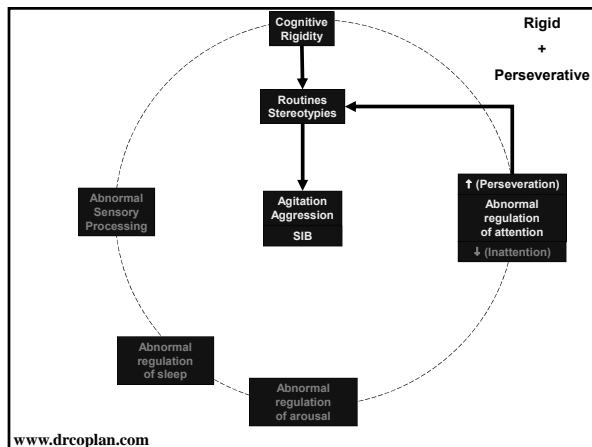 Cognitive
Rigidity
Rigid
+
Perseverative
Routines
Stereotypies
↑ (Perseveration)
Abnormal
regulation
of attention
↓ (Inattention)
Abnormal
Sensory
Processing
Agitation
Aggression
SIB
Abnormal
regulation
of sleep
Abnormal
regulation
of arousal
www.drcoplan.com